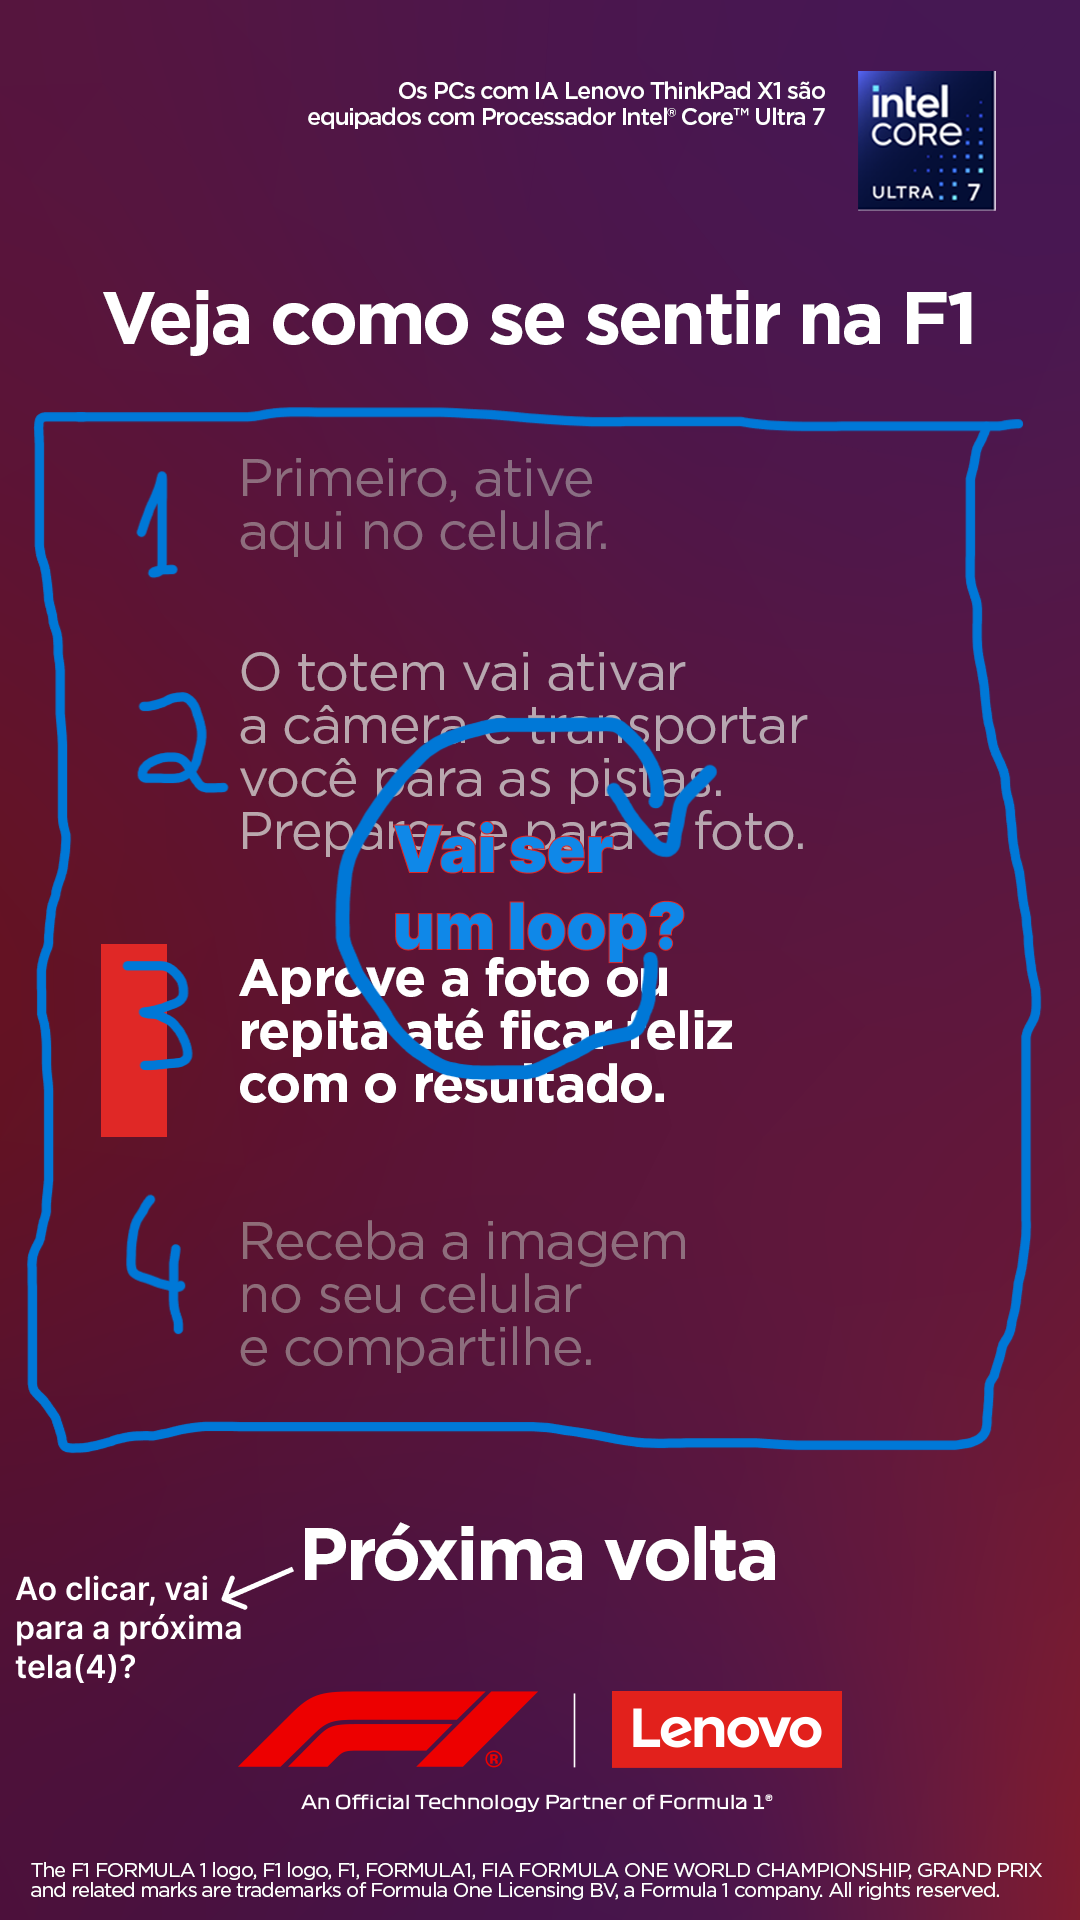 Os PCs com IA Lenovo ThinkPad X1 são
equipados com Processador Intel® Core™ Ultra 7
intel
CORE
ULTRA 7
Veja como se sentir na F1
1
Primeiro, ative
aqui no celular.
2
O totem vai ativar
a câmera e transportar
você para as pistas.
Prepare-se para a foto.
Vai ser
um loop?
3
Aprove a foto ou
repita até ficar feliz
com o resultado.
4
Receba a imagem
no seu celular
e compartilhe.
Próxima volta
Ao clicar, vai
para a próxima
tela(4)?
F1® | Lenovo
An Official Technology Partner of Formula 1®
The F1 FORMULA 1 logo, F1 logo, F1, FORMULA1, FIA FORMULA ONE WORLD CHAMPIONSHIP, GRAND PRIX
and related marks are trademarks of Formula One Licensing BV, a Formula 1 company. All rights reserved.